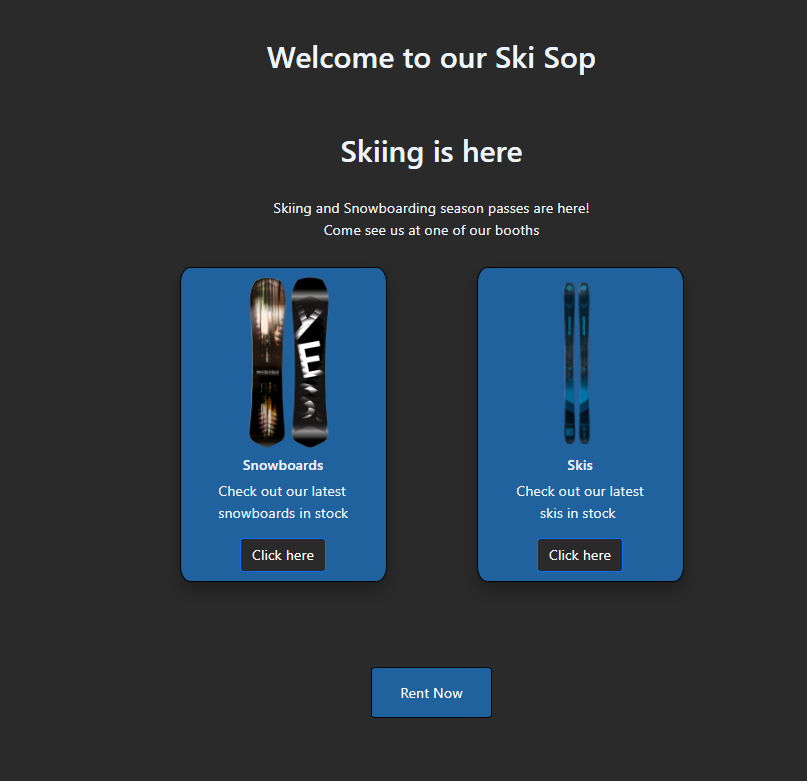 Welcome to our Ski Sop
Skiing is here
Skiing and Snowboarding season passes are here!
Come see us at one of our booths
YES.
Snowboards
Check out our latest
snowboards in stock
Click here
Skis
Check out our latest
skis in stock
Click here
Rent Now